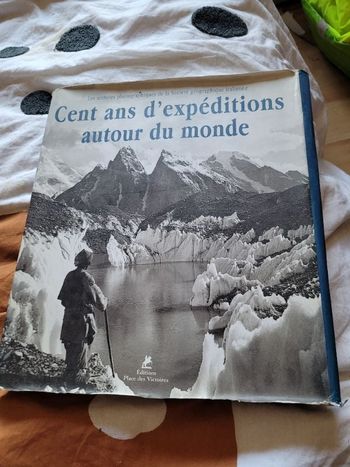 Les archives photographiques de la Société géographique italienne
Cent ans d'expéditions
autour du monde
Éditions
Place des Victoires